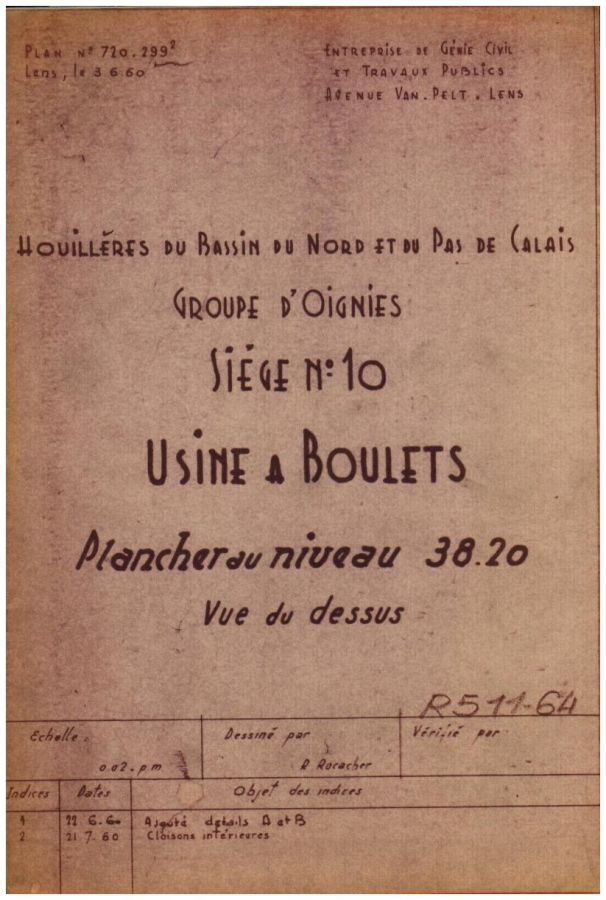 PLAN N° 720.299²
Lens, le 3 6.60
ENTREPRISE DE GÉNIE CIVIL
ET TRAVAUX PUBLICS
AVENUE VAN-PELT. LENS
HOUILLÉRES DU BASSIN DU NORD ET DU PAS DE CALAIS
GROUPE D'OIGNIES
SIÉGE N° 10
USINE A BOULETS
Plancher au niveau 38.20
Vue du dessus
R511-64
Echelle :
0.02.p.m
Dessiné par
R Roracher
Vérifié par
Indices Dates Objet des indices
1 22 6.60 Ajouté détails A et B
2 21 7.60 Cloisons intérieures